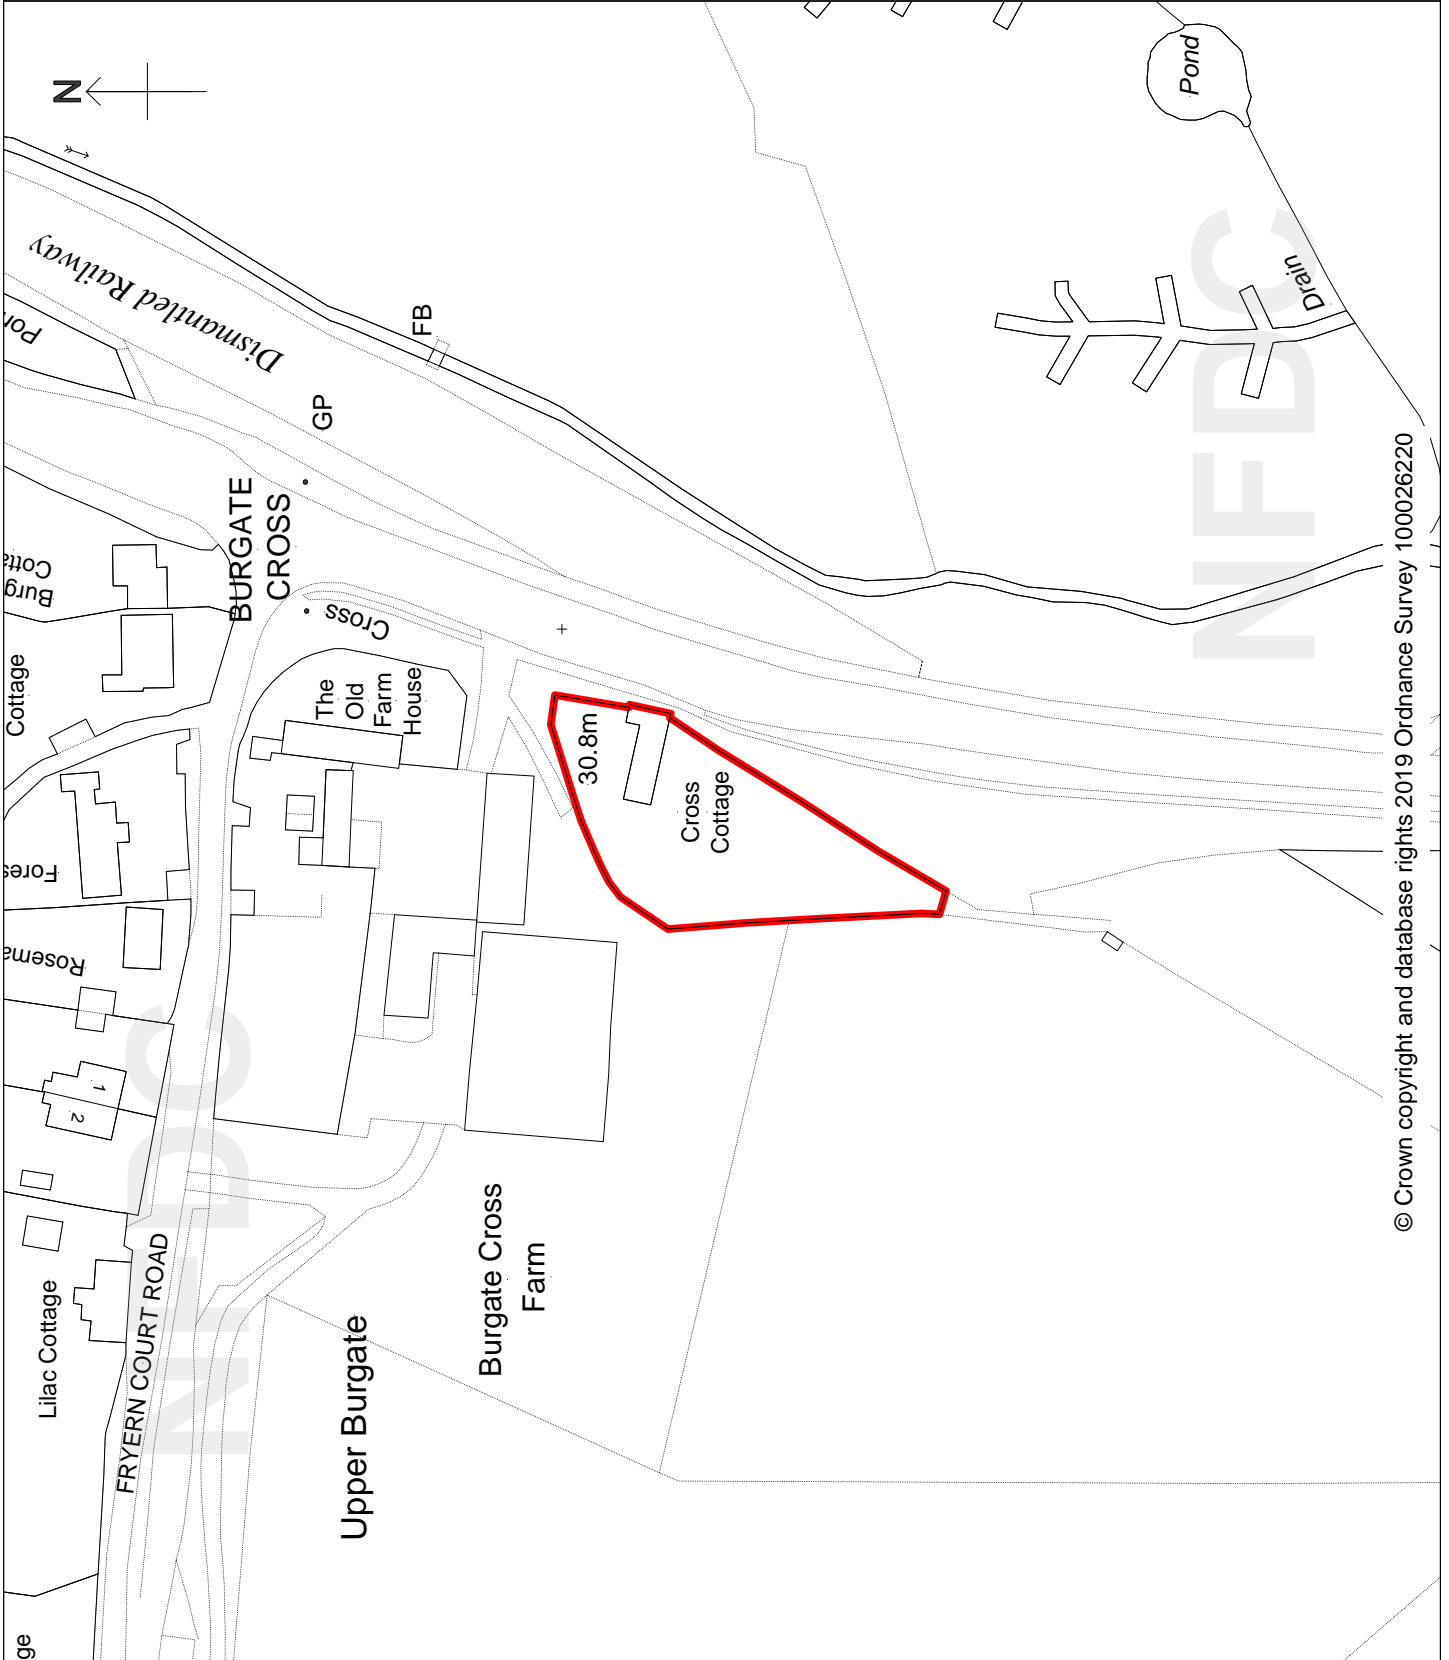 N
Pond
Drain
Dismantled Railway
FB
GP
BURGATE
CROSS
Cross
Cottage
The
Old
Farm
House
30.8m
Cross
Cottage
1
2
Lilac Cottage
FRYERN COURT ROAD
Upper Burgate
Burgate Cross
Farm
NFDC
NFDC
© Crown copyright and database rights 2019 Ordnance Survey 100026220